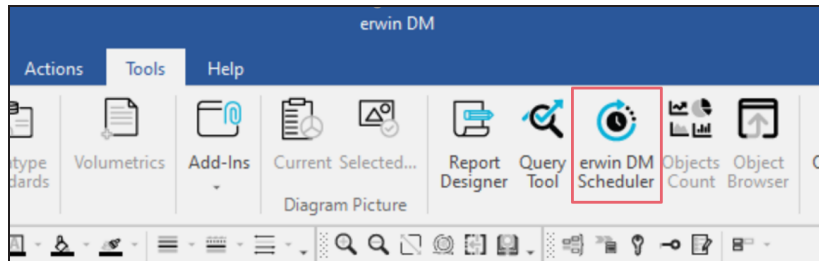 erwin DM
Actions Tools Help
Volumetrics
Add-Ins
Current Selected...
Diagram Picture
Report Designer
Query Tool
erwin DM Scheduler
Objects Count
Object Browser